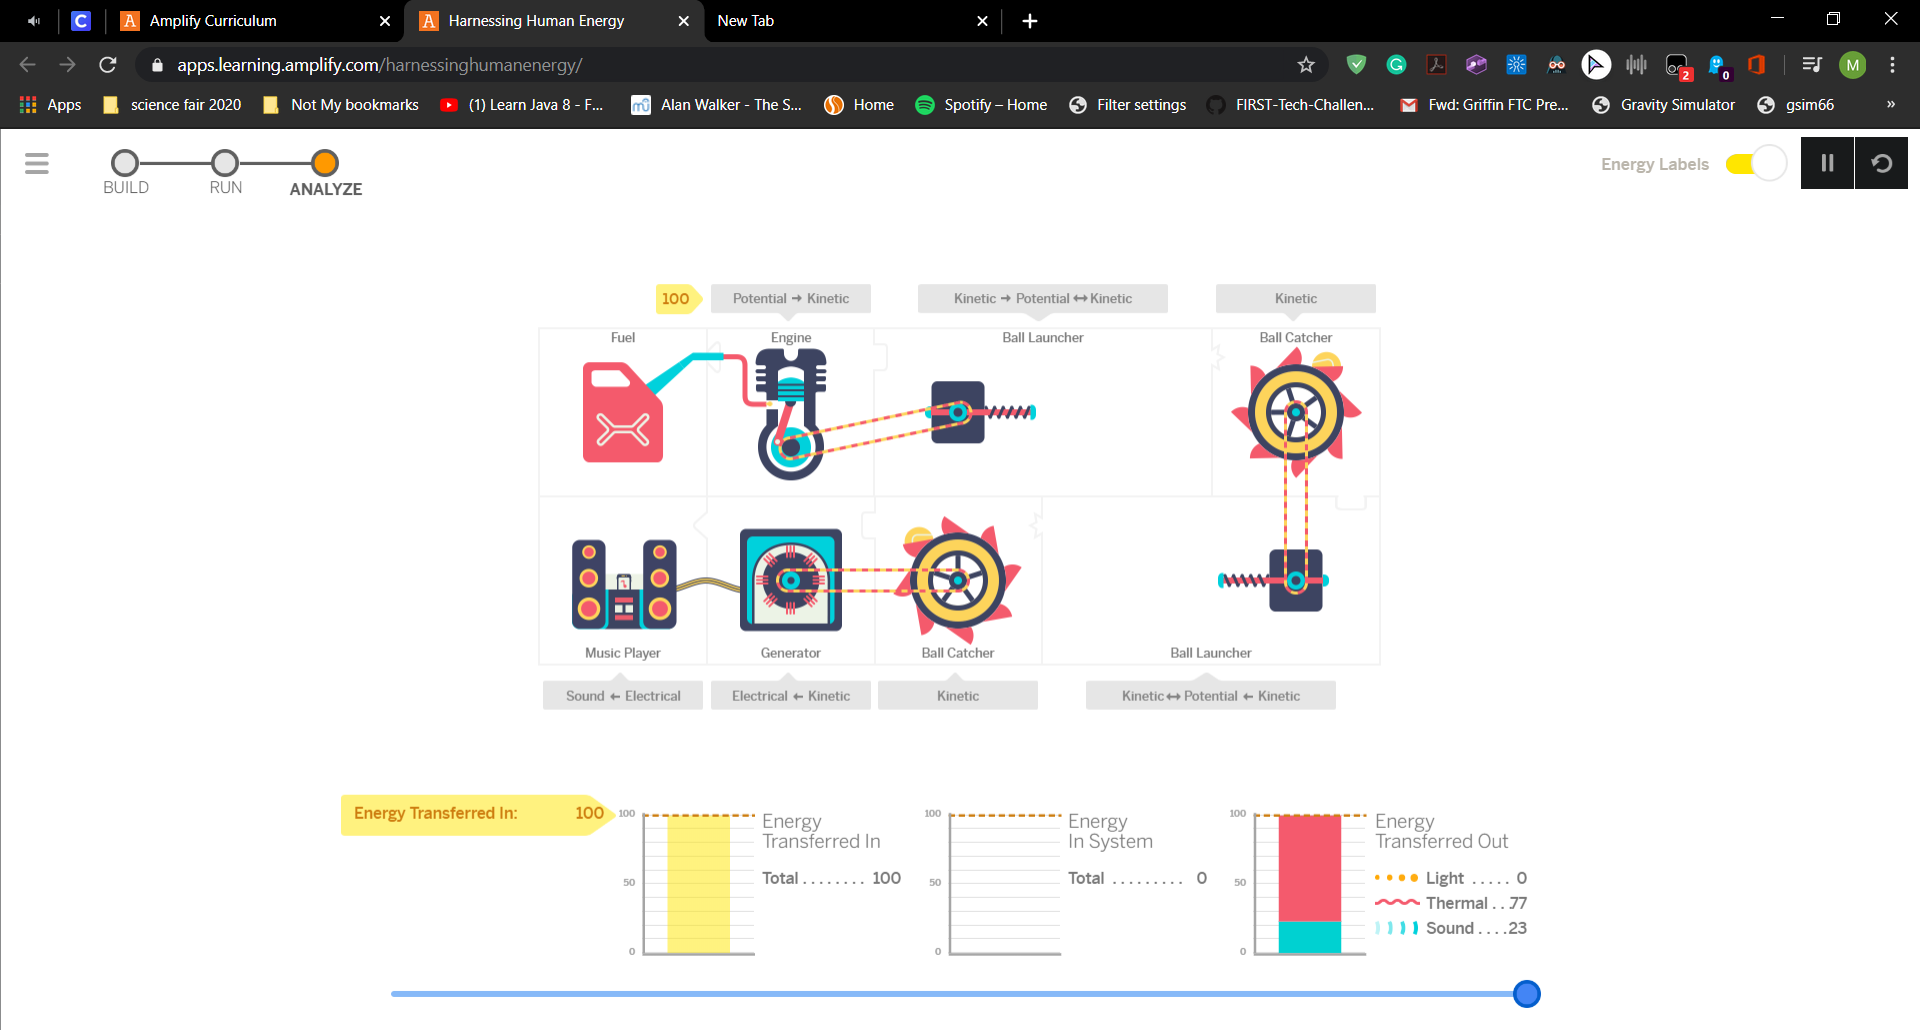 Amplify Curriculum
Harnessing Human Energy
New Tab
apps.learning.amplify.com/harnessinghumanenergy/
2
0
M
Apps
science fair 2020
Not My bookmarks
(1) Learn Java 8 - F...
Alan Walker - The S...
Home
Spotify – Home
Filter settings
FIRST-Tech-Challen...
Fwd: Griffin FTC Pre...
Gravity Simulator
gsim66
»
BUILD
RUN
ANALYZE
Energy Labels
100
Potential → Kinetic
Kinetic → Potential ↔ Kinetic
Kinetic
Fuel
Engine
Ball Launcher
Ball Catcher
Music Player
Generator
Ball Catcher
Ball Launcher
Sound ← Electrical
Electrical ← Kinetic
Kinetic
Kinetic ↔ Potential ← Kinetic
Energy Transferred In: 100
100
50
0
Energy
Transferred In
Total ........ 100
100
50
0
Energy
In System
Total ......... 0
100
50
0
Energy
Transferred Out
Light ..... 0
Thermal ..77
Sound ....23